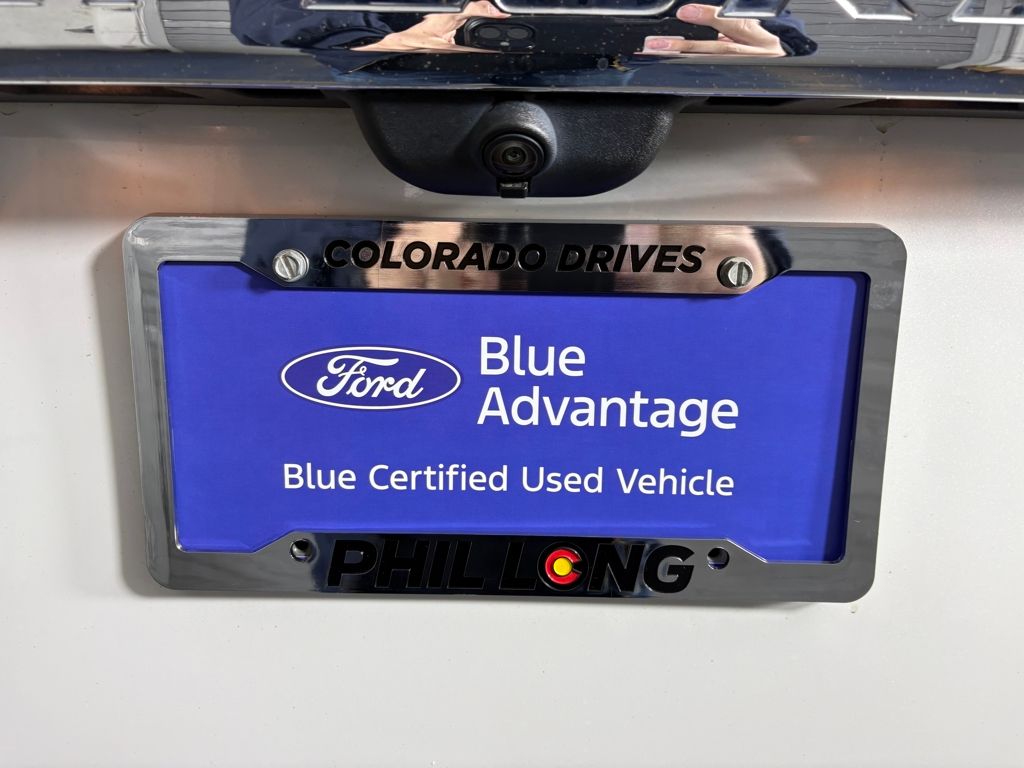 COLORADO DRIVES
Ford
Blue
Advantage
Blue Certified Used Vehicle
PHIL LONG